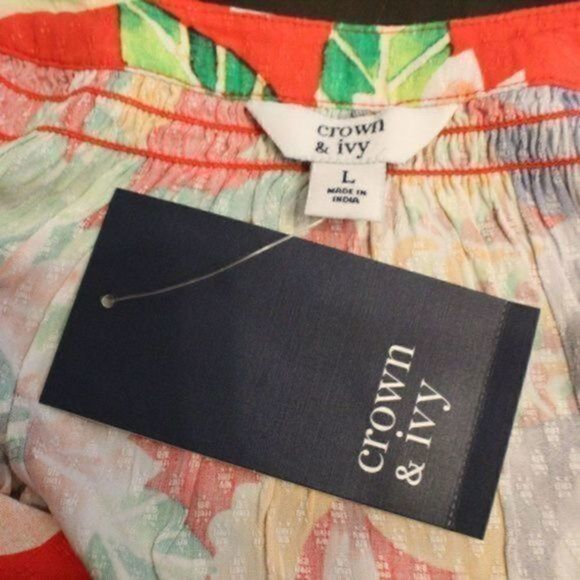 crown
& ivy
L
MADE IN
INDIA
crown
& ivy